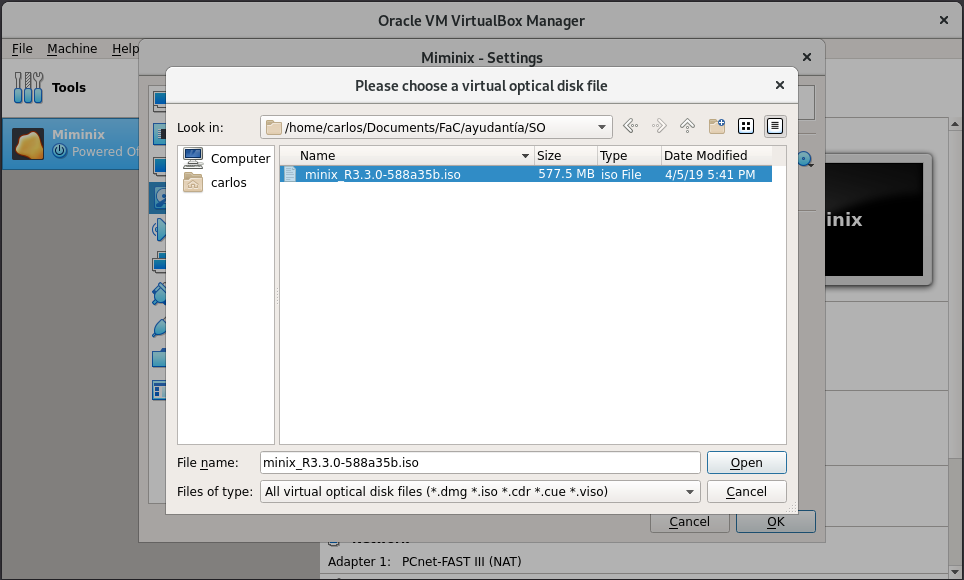 Oracle VM VirtualBox Manager
File Machine Help
Miminix - Settings
Tools
Please choose a virtual optical disk file
Look in: /home/carlos/Documents/FaC/ayudantía/SO
Miminix
Powered Of
Computer
carlos
Name Size Type Date Modified
minix_R3.3.0-588a35b.iso 577.5 MB iso File 4/5/19 5:41 PM
inix
File name: minix_R3.3.0-588a35b.iso Open
Files of type: All virtual optical disk files (*.dmg *.iso *.cdr *.cue *.viso) Cancel
Cancel OK
Adapter 1: PCnet-FAST III (NAT)